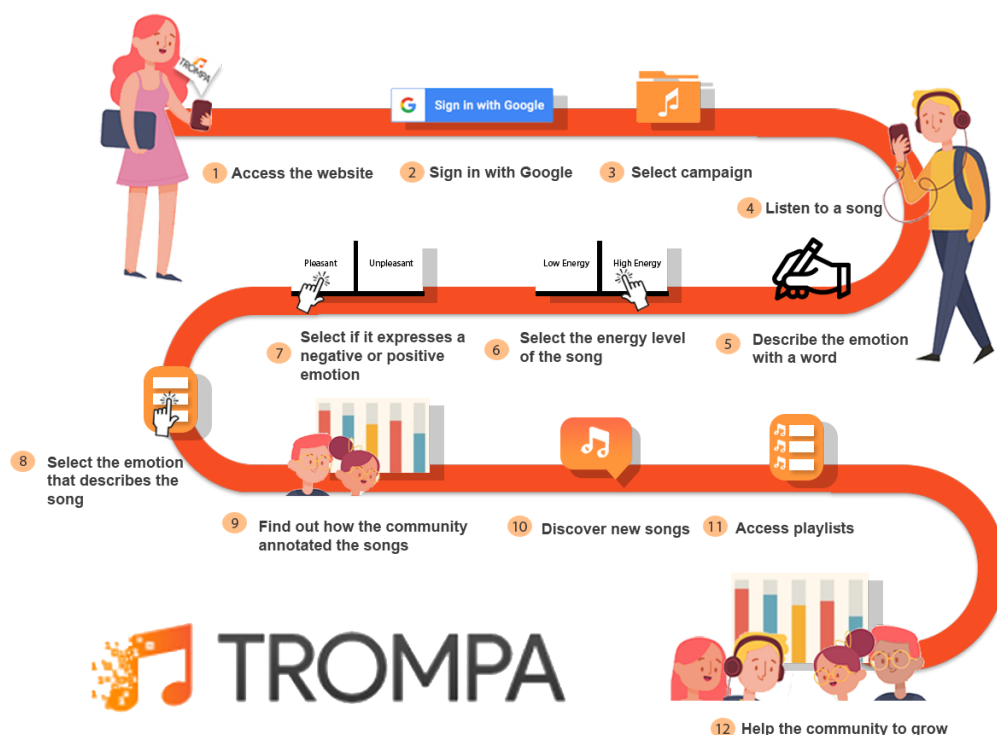 TROMPA
G Sign in with Google
1 Access the website
2 Sign in with Google
3 Select campaign
4 Listen to a song
5 Describe the emotion
with a word
Low Energy
High Energy
6 Select the energy level
of the song
Pleasant
Unpleasant
7 Select if it expresses a
negative or positive
emotion
8 Select the emotion
that describes the
song
9 Find out how the community
annotated the songs
10 Discover new songs
11 Access playlists
12 Help the community to grow
TROMPA